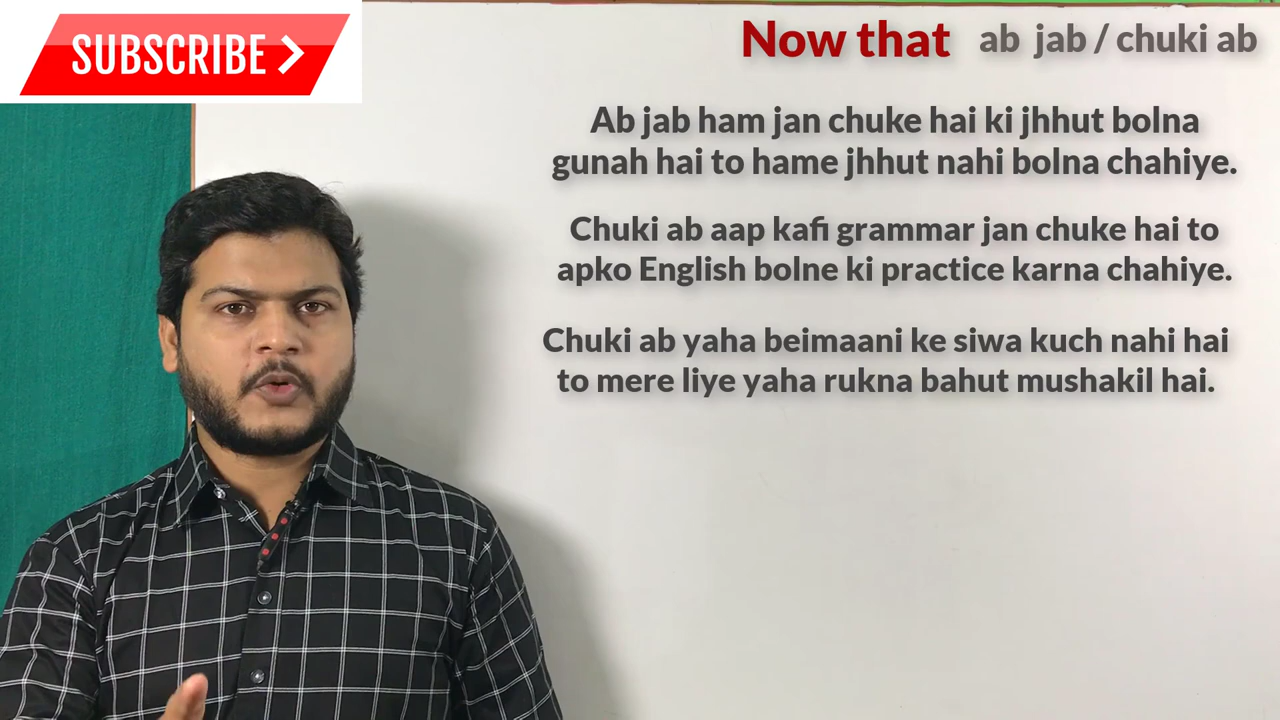 SUBSCRIBE
Now that ab jab / chuki ab
Ab jab ham jan chuke hai ki jhhut bolna
gunah hai to hame jhhut nahi bolna chahiye.
Chuki ab aap kafi grammar jan chuke hai to
apko English bolne ki practice karna chahiye.
Chuki ab yaha beimaani ke siwa kuch nahi hai
to mere liye yaha rukna bahut mushakil hai.